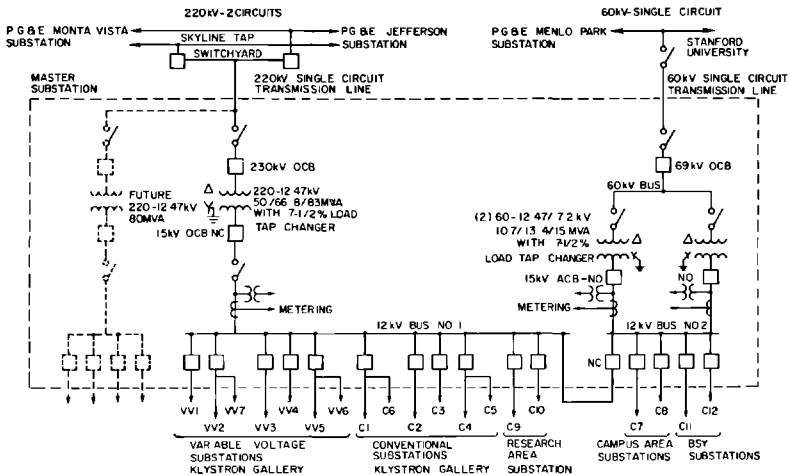 220kV-2CIRCUITS
60kV-SINGLE CIRCUIT
PG&E MONTA VISTA
SUBSTATION
SKYLINE TAP
SWITCHYARD
PG&E JEFFERSON
SUBSTATION
PG&E MENLO PARK
SUBSTATION
STANFORD
UNIVERSITY
MASTER
SUBSTATION
220kV SINGLE CIRCUIT
TRANSMISSION LINE
60kV SINGLE CIRCUIT
TRANSMISSION LINE
230kV OCB
69kV OCB
60kV BUS
FUTURE
220-12 47kV
80MVA
220-12 47kV
50/66 8/83MVA
WITH 7-1/2% LOAD
TAP CHANGER
15kV OCB NC
(2) 60-12 47/7 2kV
10 7/13 4/15 MVA
WITH 7-1/2%
LOAD TAP CHANGER
15kV ACB-NO
NO
METERING
METERING
12kV BUS NO 1
12kV BUS NO 2
NC
VV1
VV2
VV7
VV3
VV4
VV5
VV6
C1
C6
C2
C3
C4
C5
C9
C10
C7
C8
C11
C12
VARIABLE VOLTAGE
SUBSTATIONS
KLYSTRON GALLERY
CONVENTIONAL
SUBSTATIONS
KLYSTRON GALLERY
RESEARCH
AREA
SUBSTATION
CAMPUS AREA
SUBSTATIONS
BSY
SUBSTATIONS